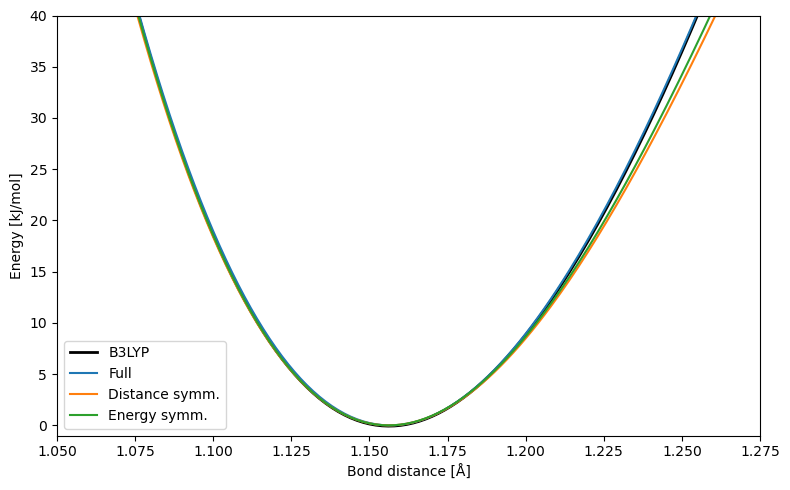 40
35
30
25
20
15
10
5
0
Energy [kJ/mol]
B3LYP
Full
Distance symm.
Energy symm.
1.050 1.075 1.100 1.125 1.150 1.175 1.200 1.225 1.250 1.275
Bond distance [Å]